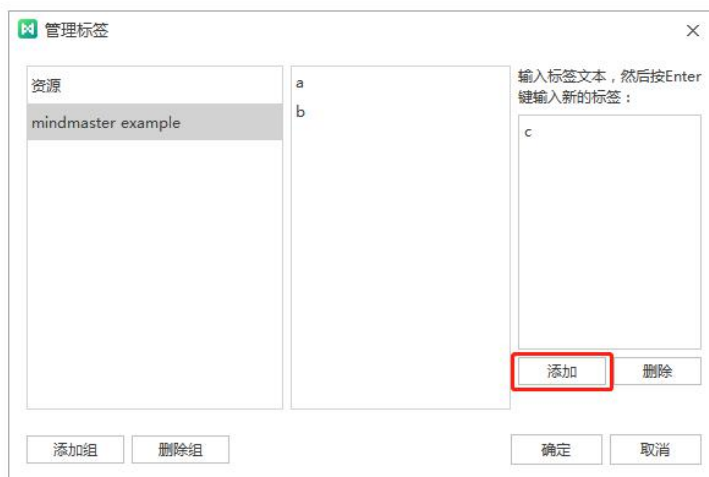 管理标签
资源
mindmaster example
a
b
输入标签文本，然后按Enter
键输入新的标签：
c
添加
删除
添加组
删除组
确定
取消